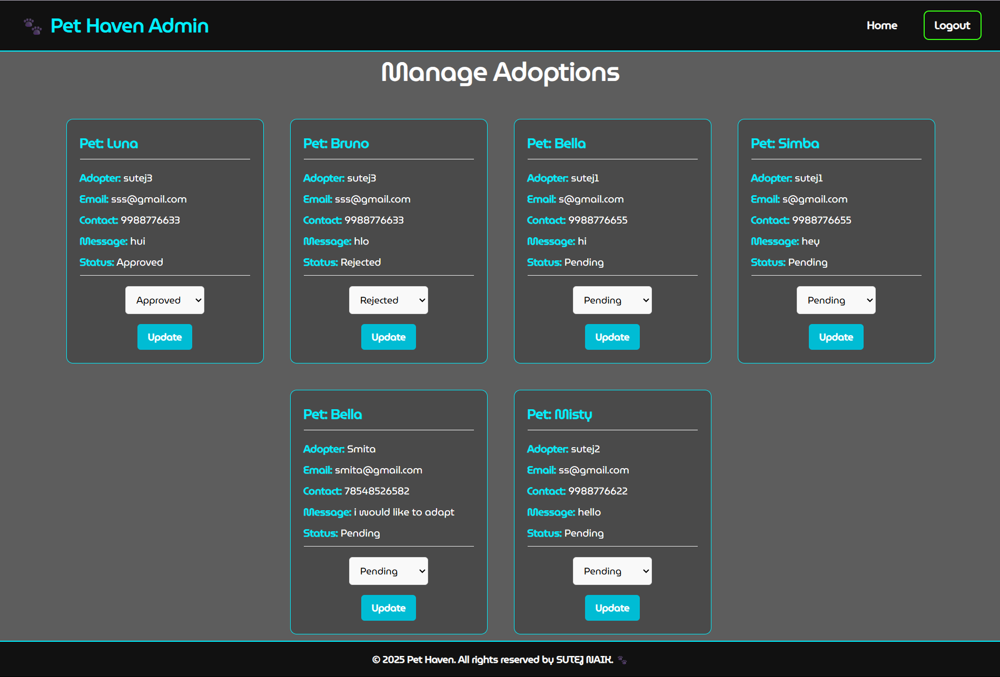 Pet Haven Admin
Home
Logout
Manage Adoptions
Pet: Luna
Adopter: sutej3
Email: sss@gmail.com
Contact: 9988776633
Message: hui
Status: Approved
Approved
Update
Pet: Bruno
Adopter: sutej3
Email: sss@gmail.com
Contact: 9988776633
Message: hlo
Status: Rejected
Rejected
Update
Pet: Bella
Adopter: sutej1
Email: s@gmail.com
Contact: 9988776655
Message: hi
Status: Pending
Pending
Update
Pet: Simba
Adopter: sutej1
Email: s@gmail.com
Contact: 9988776655
Message: hey
Status: Pending
Pending
Update
Pet: Bella
Adopter: Smita
Email: smita@gmail.com
Contact: 78548526582
Message: i would like to adapt
Status: Pending
Pending
Update
Pet: Misty
Adopter: sutej2
Email: ss@gmail.com
Contact: 9988776622
Message: hello
Status: Pending
Pending
Update
© 2025 Pet Haven. All rights reserved by SUTEJ NAIK.